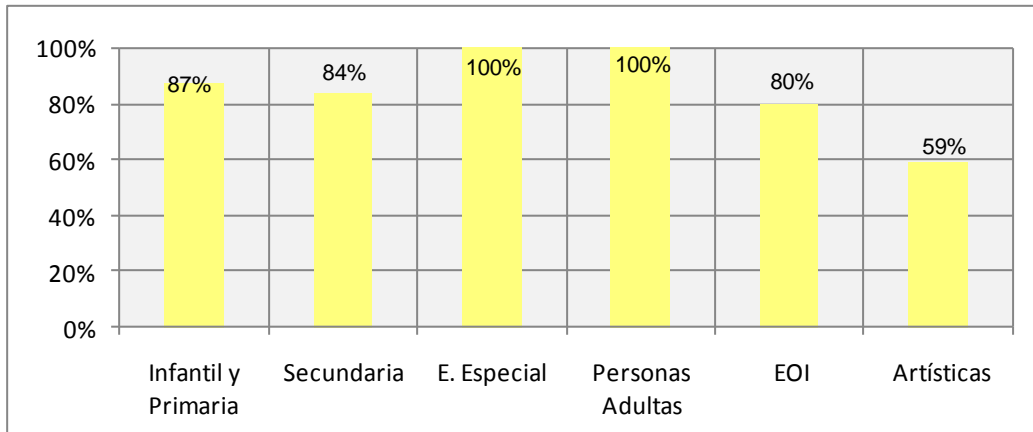 100%
80%
60%
40%
20%
0%
87%
84%
100%
100%
80%
59%
Infantil y
Primaria
Secundaria
E. Especial
Personas
Adultas
EOI
Artísticas